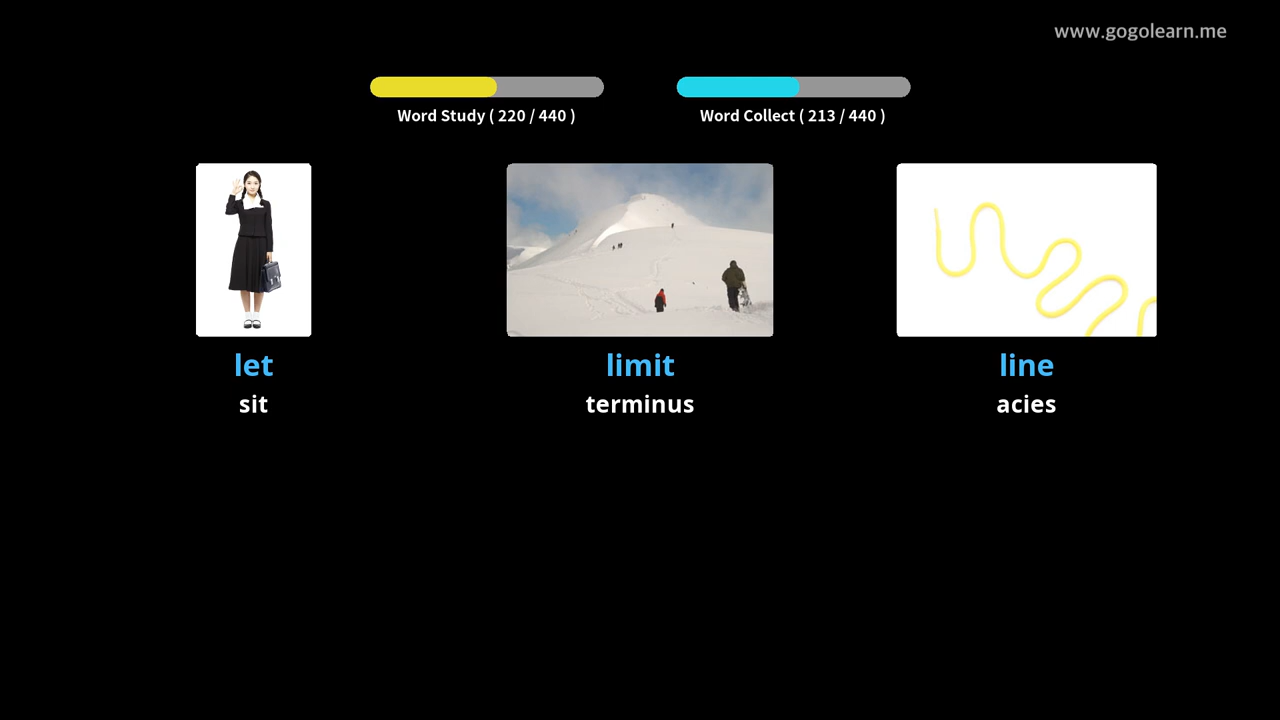 www.gogolearn.me
Word Study ( 220 / 440 )
Word Collect ( 213 / 440 )
let
sit
limit
terminus
line
acies